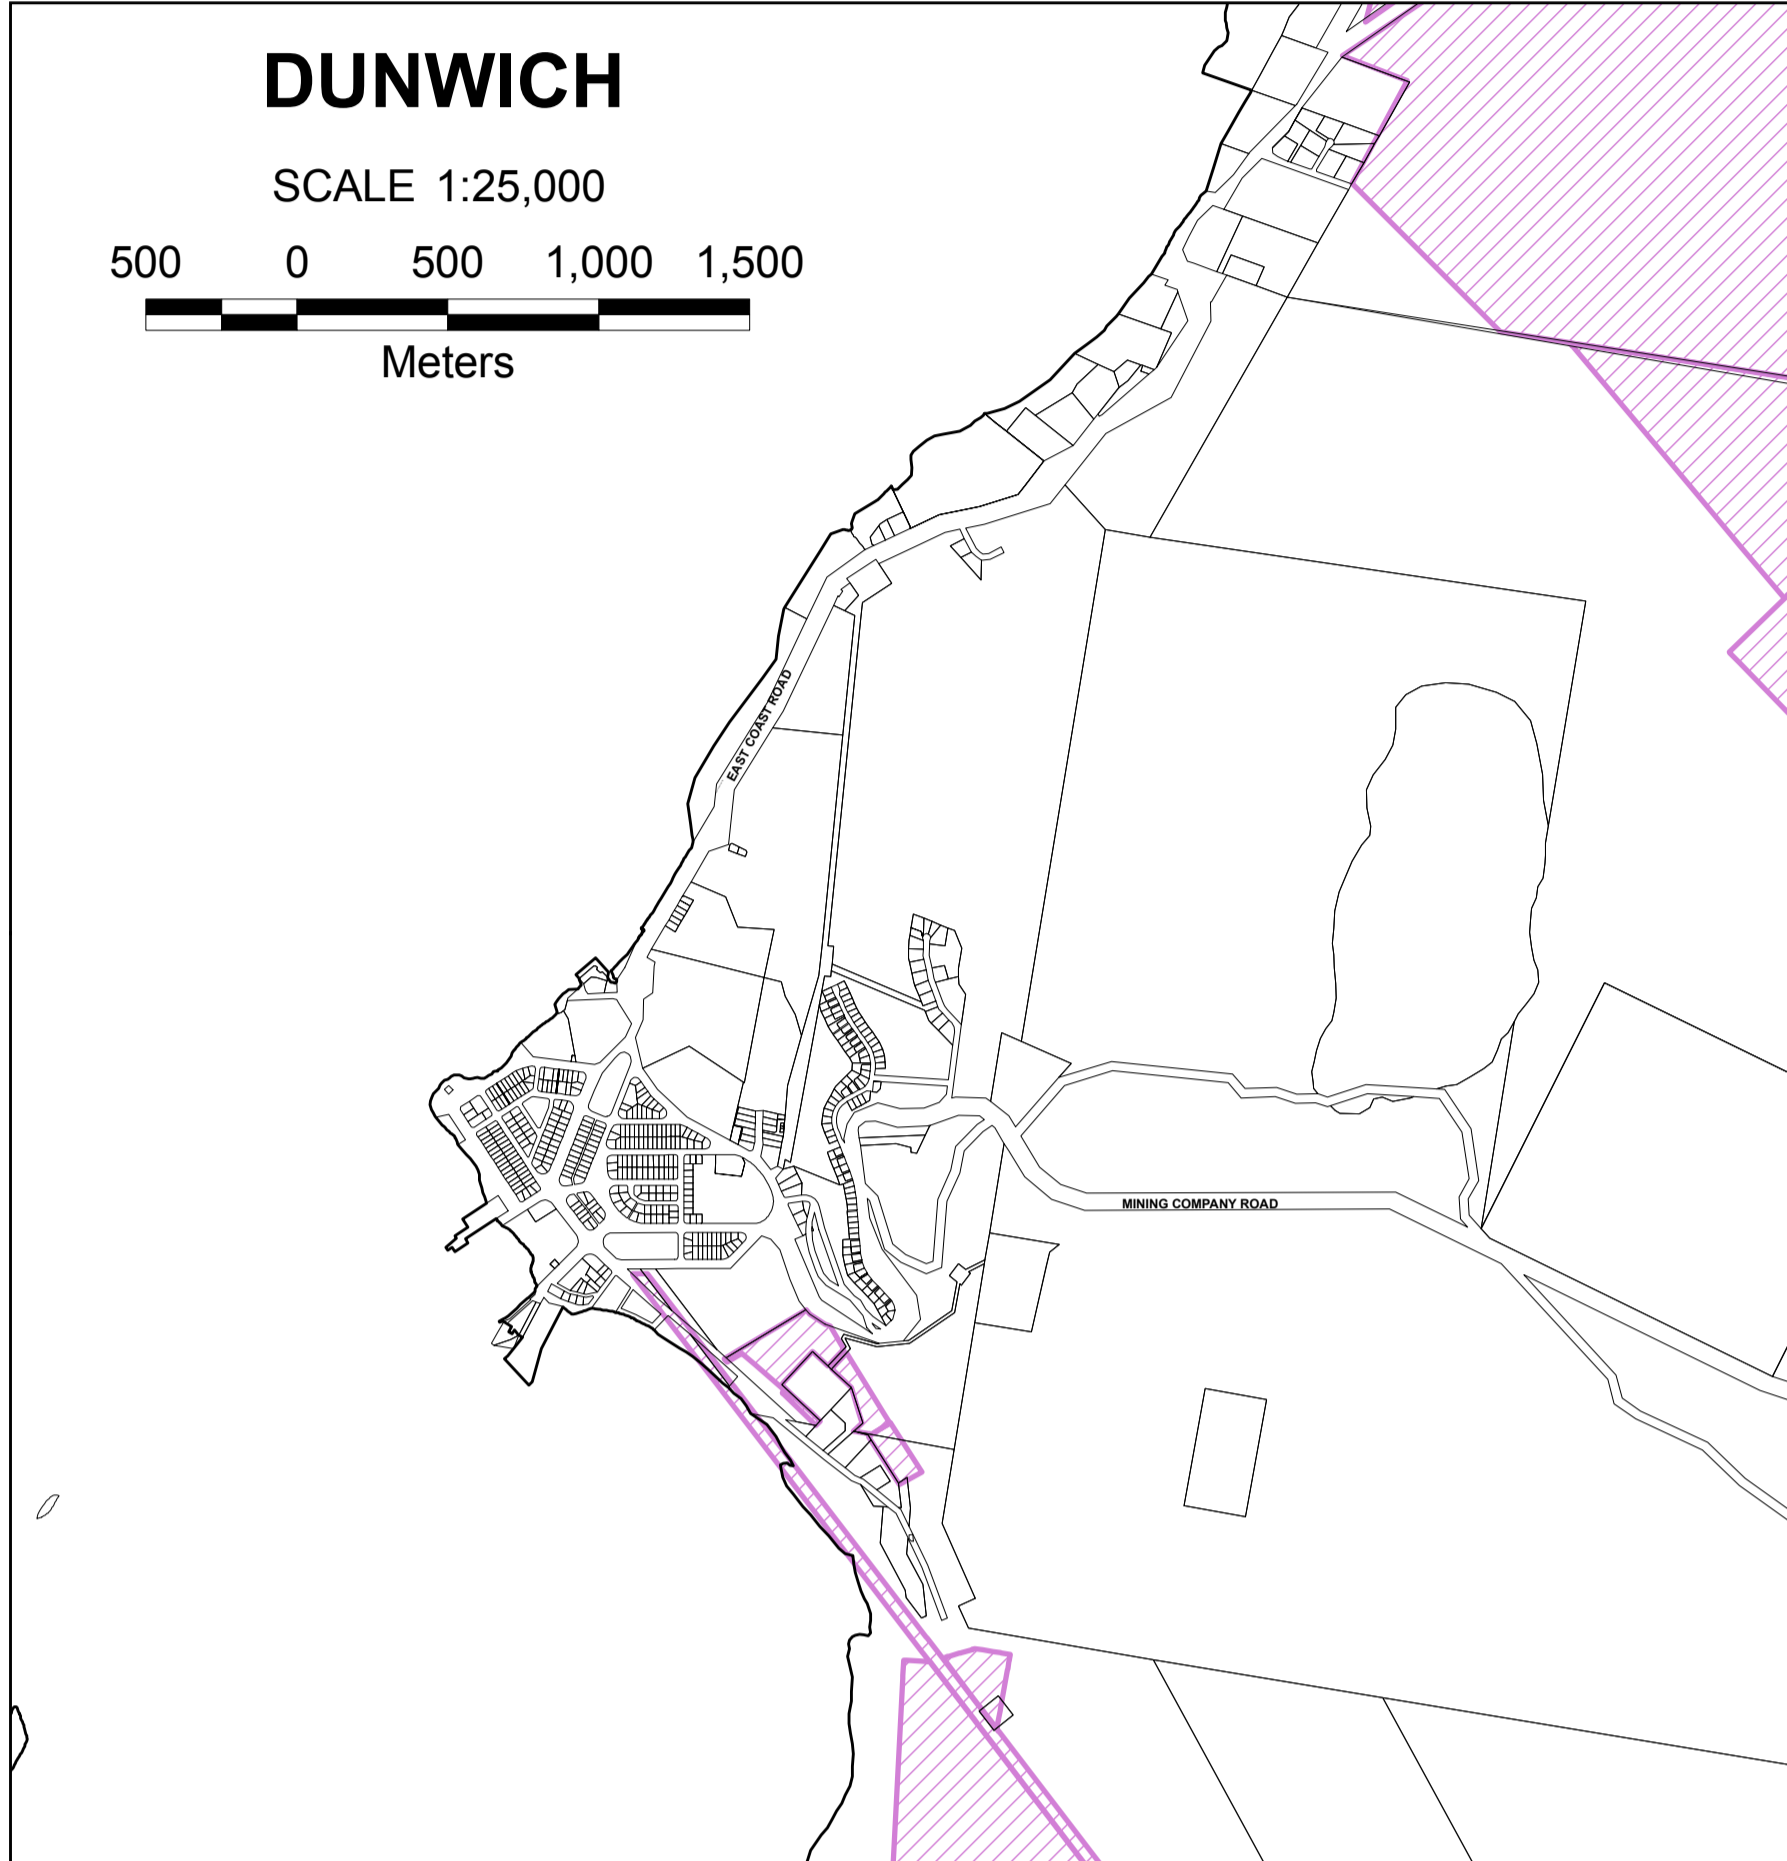 DUNWICH
SCALE 1:25,000
500 0 500 1,000 1,500
Meters
EAST COAST ROAD
MINING COMPANY ROAD